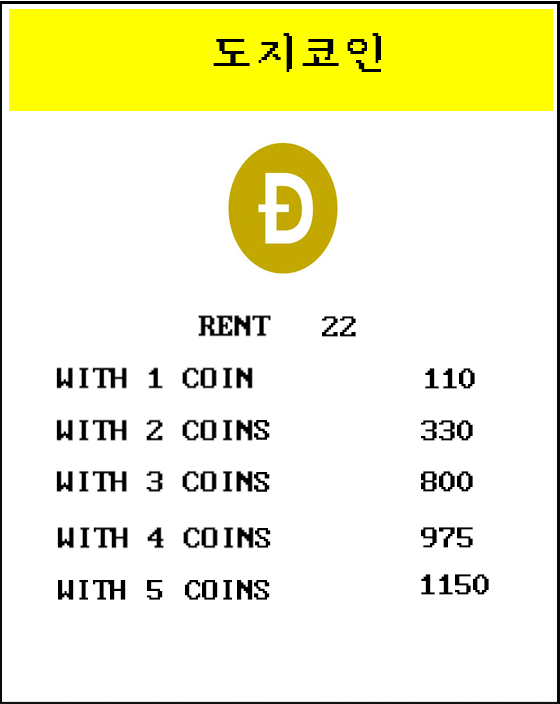 도지코인
Ð
RENT 22
WITH 1 COIN 110
WITH 2 COINS 330
WITH 3 COINS 800
WITH 4 COINS 975
WITH 5 COINS 1150